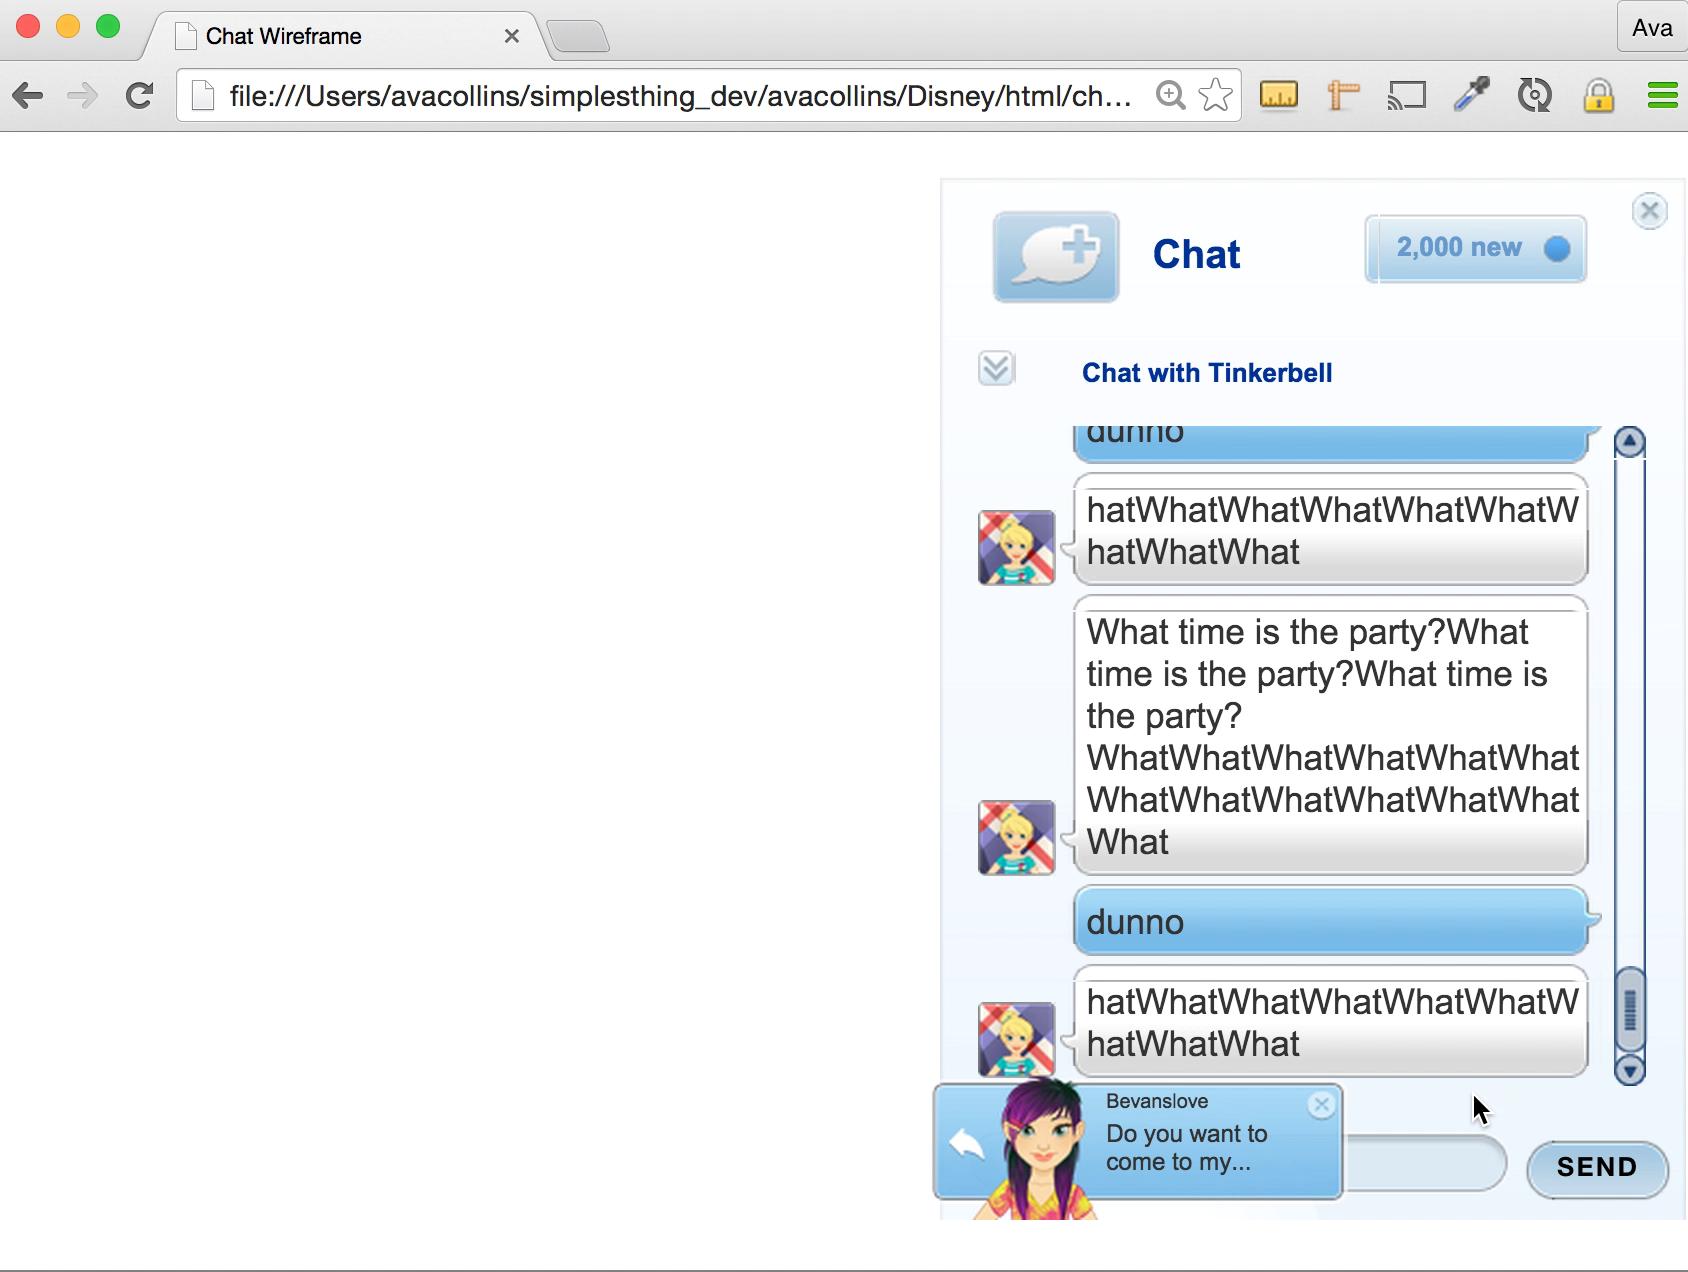 Chat Wireframe
Ava
file:///Users/avacollins/simplesthing_dev/avacollins/Disney/html/ch...
Chat
2,000 new
Chat with Tinkerbell
dunno
hatWhatWhatWhatWhatWhatW
hatWhatWhat
What time is the party?What
time is the party?What time is
the party?
WhatWhatWhatWhatWhatWhat
WhatWhatWhatWhatWhatWhat
What
dunno
hatWhatWhatWhatWhatWhatW
hatWhatWhat
Bevanslove
Do you want to
come to my...
SEND